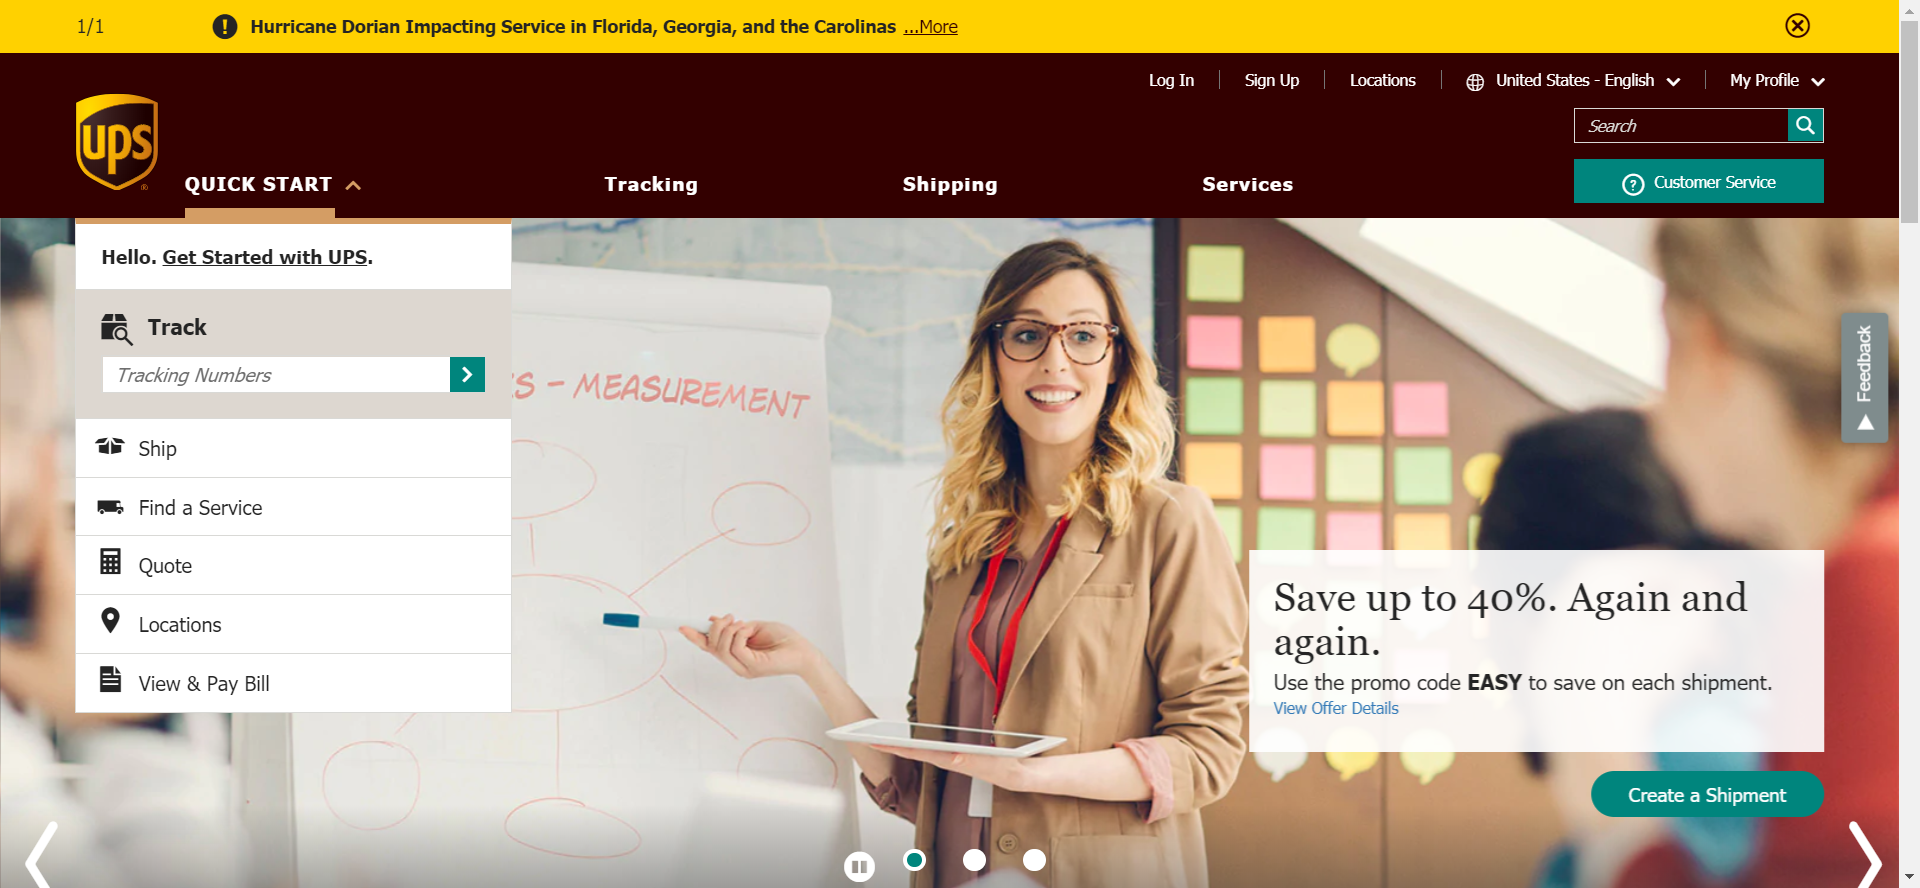 1/1
Hurricane Dorian Impacting Service in Florida, Georgia, and the Carolinas ...More
Log In
Sign Up
Locations
United States - English
My Profile
ups
Search
QUICK START
Tracking
Shipping
Services
Customer Service
Hello. Get Started with UPS.
Track
Tracking Numbers
Ship
Find a Service
Quote
Locations
View & Pay Bill
S - MEASUREMENT
Feedback
Save up to 40%. Again and
again.
Use the promo code EASY to save on each shipment.
View Offer Details
Create a Shipment